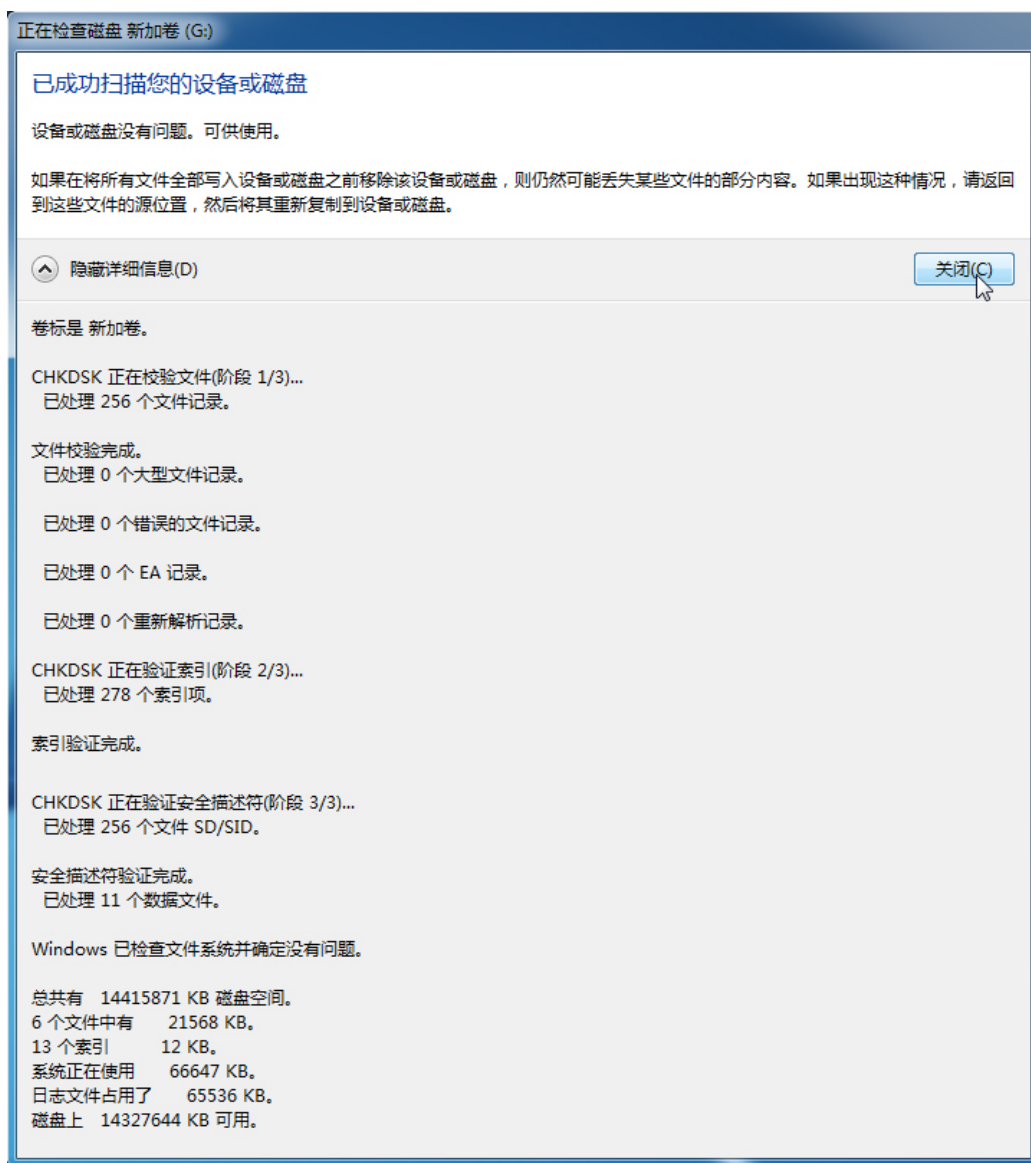 正在检查磁盘 新加卷 (G:)
已成功扫描您的设备或磁盘
设备或磁盘没有问题。可供使用。
如果在将所有文件全部写入设备或磁盘之前移除该设备或磁盘，则仍然可能丢失某些文件的部分内容。如果出现这种情况，请返回
到这些文件的源位置，然后将其重新复制到设备或磁盘。
隐藏详细信息(D)
关闭(C)
卷标是 新加卷。
CHKDSK 正在校验文件(阶段 1/3)...
已处理 256 个文件记录。
文件校验完成。
已处理 0 个大型文件记录。
已处理 0 个错误的文件记录。
已处理 0 个 EA 记录。
已处理 0 个重新解析记录。
CHKDSK 正在验证索引(阶段 2/3)...
已处理 278 个索引项。
索引验证完成。
CHKDSK 正在验证安全描述符(阶段 3/3)...
已处理 256 个文件 SD/SID。
安全描述符验证完成。
已处理 11 个数据文件。
Windows 已检查文件系统并确定没有问题。
总共有 14415871 KB 磁盘空间。
6 个文件中有 21568 KB。
13 个索引 12 KB。
系统正在使用 66647 KB。
日志文件占用了 65536 KB。
磁盘上 14327644 KB 可用。